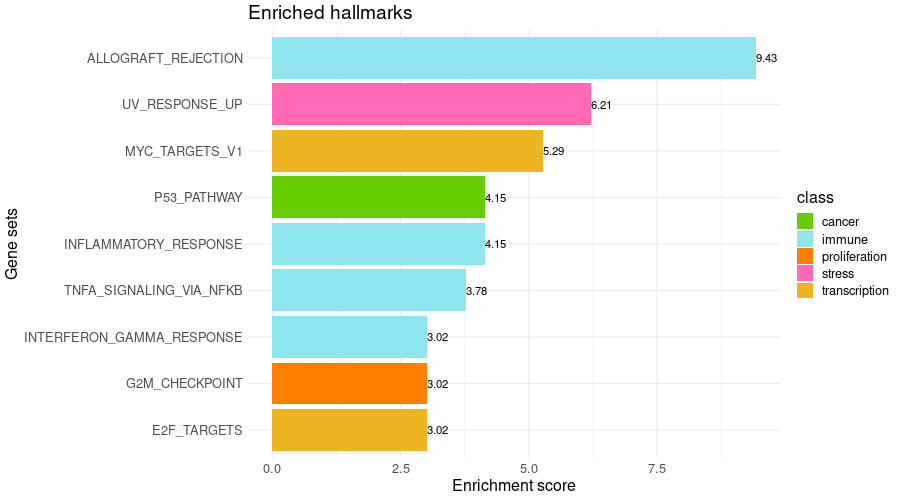 Enriched hallmarks
Gene sets
ALLOGRAFT_REJECTION 9.43
UV_RESPONSE_UP 6.21
MYC_TARGETS_V1 5.29
P53_PATHWAY 4.15
INFLAMMATORY_RESPONSE 4.15
TNFA_SIGNALING_VIA_NFKB 3.78
INTERFERON_GAMMA_RESPONSE 3.02
G2M_CHECKPOINT 3.02
E2F_TARGETS 3.02
0.0 2.5 5.0 7.5
Enrichment score
class
cancer
immune
proliferation
stress
transcription